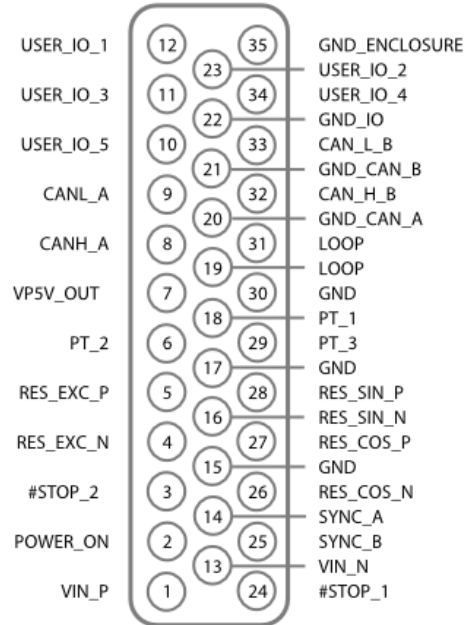 USER_IO_1 12 35 GND_ENCLOSURE
23 USER_IO_2
USER_IO_3 11 34 USER_IO_4
22 GND_IO
USER_IO_5 10 33 CAN_L_B
21 GND_CAN_B
CANL_A 9 32 CAN_H_B
20 GND_CAN_A
CANH_A 8 31 LOOP
19 LOOP
VP5V_OUT 7 30 GND
18 PT_1
PT_2 6 29 PT_3
17 GND
RES_EXC_P 5 28 RES_SIN_P
16 RES_SIN_N
RES_EXC_N 4 27 RES_COS_P
15 GND
#STOP_2 3 26 RES_COS_N
14 SYNC_A
POWER_ON 2 25 SYNC_B
13 VIN_N
VIN_P 1 24 #STOP_1